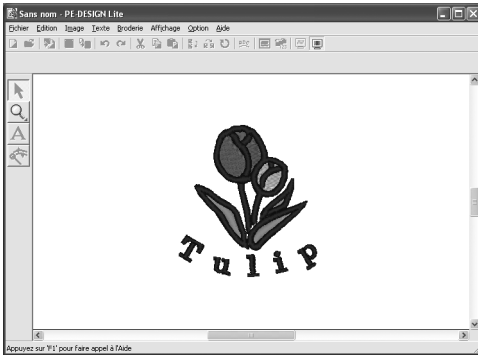 Sans nom - PE-DESIGN Lite
Fichier Edition Image Texte Broderie Affichage Option Aide
A
Tulip
Appuyez sur 'F1' pour faire appel à l'Aide